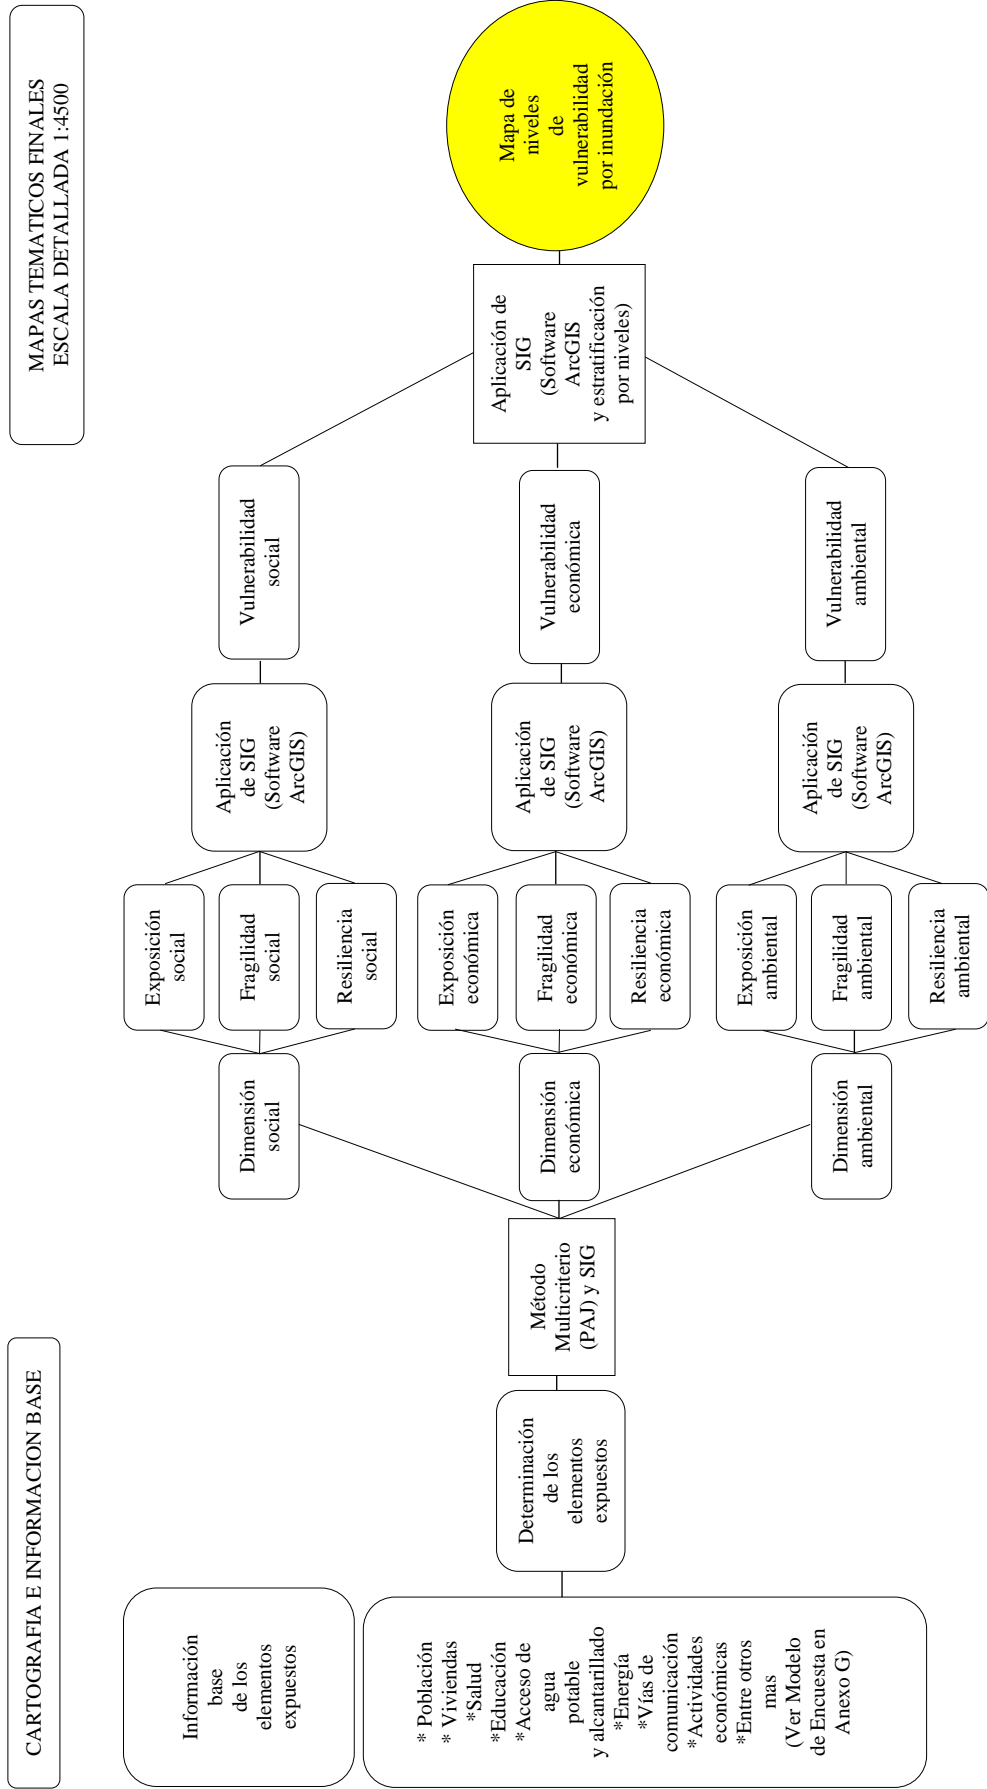 CARTOGRAFIA E INFORMACION BASE
MAPAS TEMATICOS FINALES
ESCALA DETALLADA 1:4500
Información
base
de los
elementos
expuestos
* Población
* Viviendas
*Salud
*Educación
*Acceso de
agua
potable
y alcantarillado
*Energía
*Vías de
comunicación
*Actividades
económicas
*Entre otros
mas
(Ver Modelo
de Encuesta en
Anexo G)
Determinación
de los
elementos
expuestos
Método
Multicriterio
(PAJ) y SIG
Dimensión
social
Dimensión
económica
Dimensión
ambiental
Exposición
social
Fragilidad
social
Resiliencia
social
Exposición
económica
Fragilidad
económica
Resiliencia
económica
Exposición
ambiental
Fragilidad
ambiental
Resiliencia
ambiental
Aplicación
de SIG
(Software
ArcGIS)
Aplicación
de SIG
(Software
ArcGIS)
Aplicación
de SIG
(Software
ArcGIS)
Vulnerabilidad
social
Vulnerabilidad
económica
Vulnerabilidad
ambiental
Aplicación de
SIG
(Software
ArcGIS
y estratificación
por niveles)
Mapa de
niveles
de
vulnerabilidad
por inundación